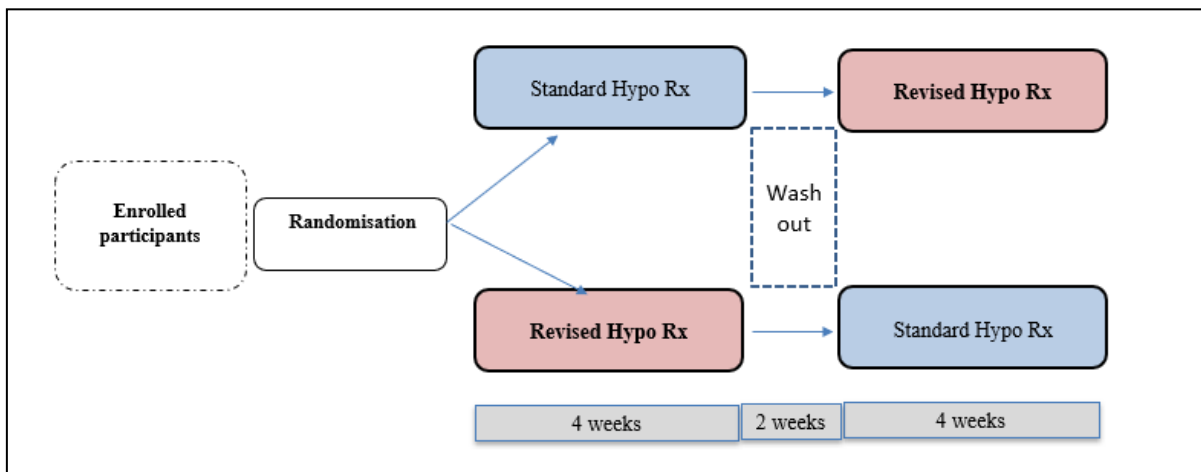 Standard Hypo Rx
Revised Hypo Rx
Enrolled
participants
Randomisation
Wash
out
Revised Hypo Rx
Standard Hypo Rx
4 weeks
2 weeks
4 weeks